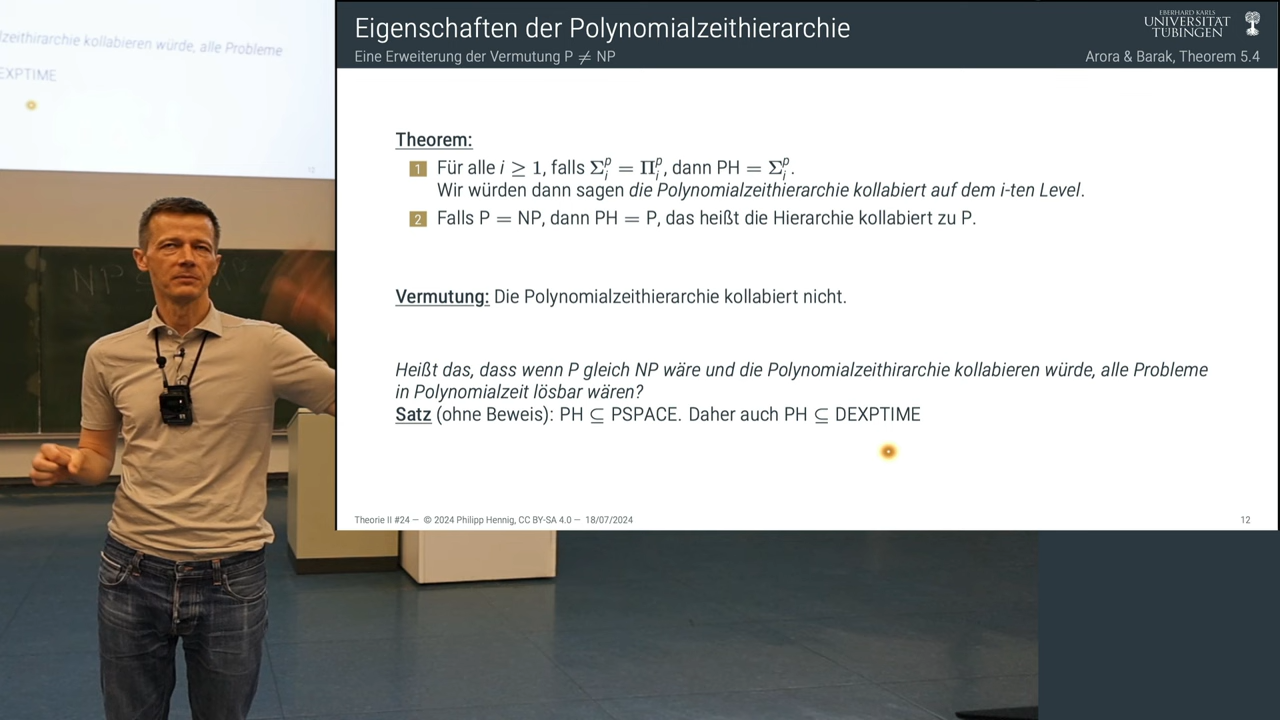 zeithirarchie kollabieren würde, alle Probleme
EXPTIME
12
NP
Eigenschaften der Polynomialzeithierarchie
Eine Erweiterung der Vermutung P ≠ NP
EBERHARD KARLS
UNIVERSITÄT
TÜBINGEN
Arora & Barak, Theorem 5.4
Theorem:
1 Für alle i ≥ 1, falls Σᵢᵖ = Πᵢᵖ, dann PH = Σᵢᵖ.
Wir würden dann sagen die Polynomialzeithierarchie kollabiert auf dem i-ten Level.
2 Falls P = NP, dann PH = P, das heißt die Hierarchie kollabiert zu P.
Vermutung: Die Polynomialzeithierarchie kollabiert nicht.
Heißt das, dass wenn P gleich NP wäre und die Polynomialzeithirarchie kollabieren würde, alle Probleme
in Polynomialzeit lösbar wären?
Satz (ohne Beweis): PH ⊆ PSPACE. Daher auch PH ⊆ DEXPTIME
Theorie II #24 — © 2024 Philipp Hennig, CC BY-SA 4.0 — 18/07/2024
12